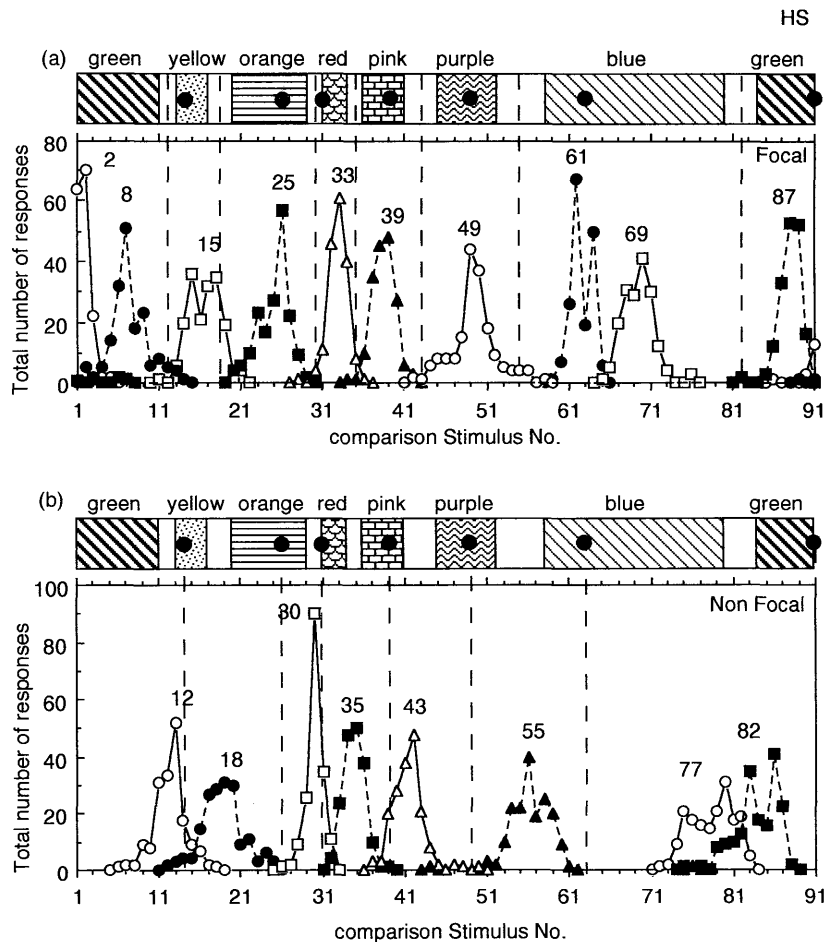 HS
(a) green yellow orange red pink purple blue green
80
60
40
20
0
Total number of responses
Focal
2 8 15 25 33 39 49 61 69 87
1 11 21 31 41 51 61 71 81 91
comparison Stimulus No.
(b) green yellow orange red pink purple blue green
100
80
60
40
20
0
Total number of responses
Non Focal
12 18 30 35 43 55 77 82
1 11 21 31 41 51 61 71 81 91
comparison Stimulus No.